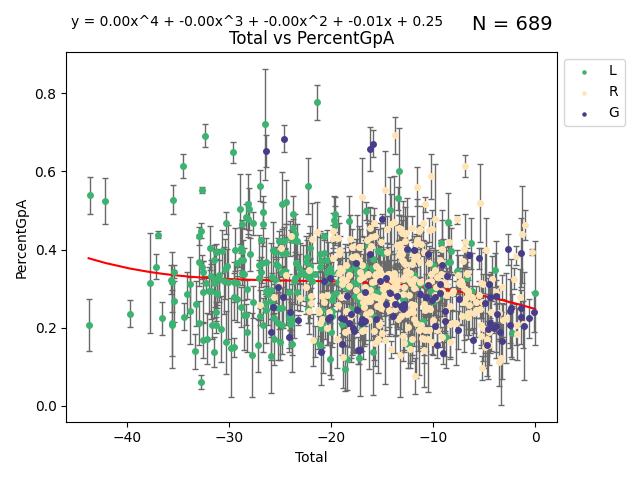 y = 0.00x^4 + -0.00x^3 + -0.00x^2 + -0.01x + 0.25
N = 689
Total vs PercentGpA
L
R
G
PercentGpA
0.8
0.6
0.4
0.2
0.0
−40
−30
−20
−10
0
Total